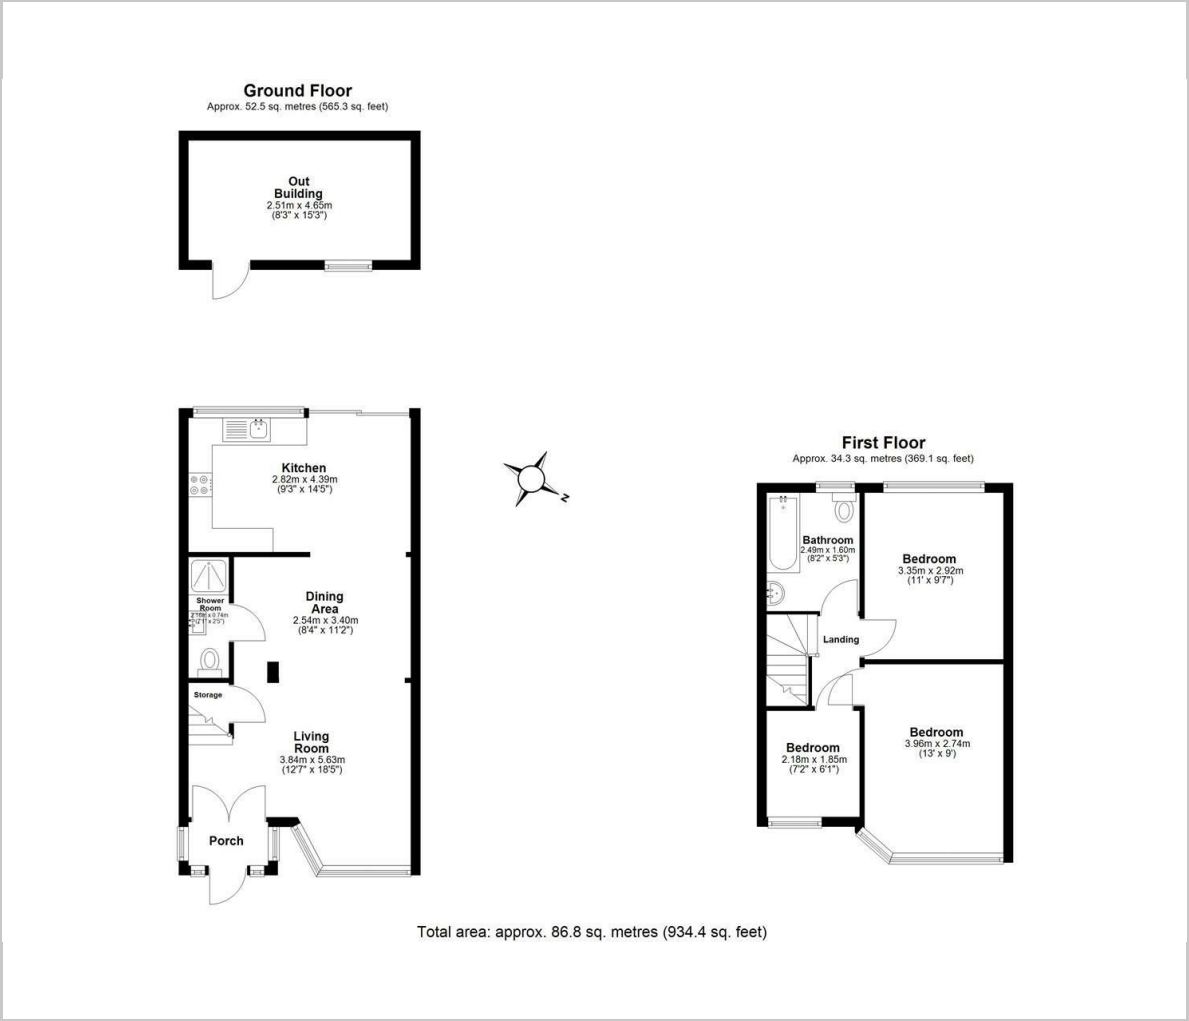 Ground Floor
Approx. 52.5 sq. metres (565.3 sq. feet)
Out
Building
2.51m x 4.65m
(8'3" x 15'3")
Kitchen
2.82m x 4.39m
(9'3" x 14'5")
Shower
Room
x 0.74m
x 2'5")
Dining
Area
2.54m x 3.40m
(8'4" x 11'2")
Storage
Living
Room
3.84m x 5.63m
(12'7" x 18'5")
Porch
N
First Floor
Approx. 34.3 sq. metres (369.1 sq. feet)
Bathroom
2.49m x 1.60m
(8'2" x 5'3")
Bedroom
3.35m x 2.92m
(11' x 9'7")
Landing
Bedroom
2.18m x 1.85m
(7'2" x 6'1")
Bedroom
3.96m x 2.74m
(13' x 9')
Total area: approx. 86.8 sq. metres (934.4 sq. feet)